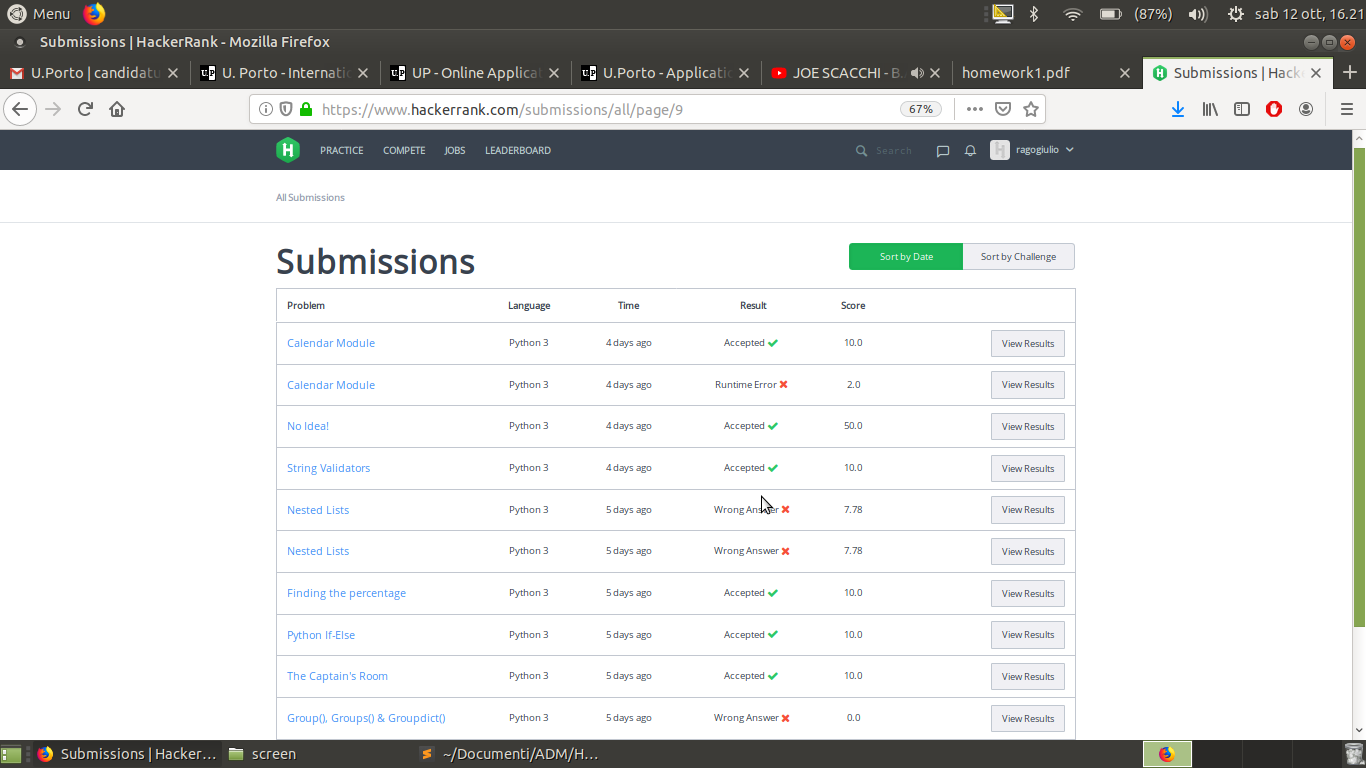 Menu (87%) sab 12 ott, 16.21
Submissions | HackerRank - Mozilla Firefox
U.Porto | candidatu U. Porto - Internati UP - Online Applica U.Porto - Applicati JOE SCACCHI - B. homework1.pdf Submissions | Hack
https://www.hackerrank.com/submissions/all/page/9 67%
H PRACTICE COMPETE JOBS LEADERBOARD Search H ragogiulio
All Submissions
Submissions Sort by Date Sort by Challenge
Problem Language Time Result Score
Calendar Module Python 3 4 days ago Accepted 10.0 View Results
Calendar Module Python 3 4 days ago Runtime Error 2.0 View Results
No Idea! Python 3 4 days ago Accepted 50.0 View Results
String Validators Python 3 4 days ago Accepted 10.0 View Results
Nested Lists Python 3 5 days ago Wrong Answer 7.78 View Results
Nested Lists Python 3 5 days ago Wrong Answer 7.78 View Results
Finding the percentage Python 3 5 days ago Accepted 10.0 View Results
Python If-Else Python 3 5 days ago Accepted 10.0 View Results
The Captain's Room Python 3 5 days ago Accepted 10.0 View Results
Group(), Groups() & Groupdict() Python 3 5 days ago Wrong Answer 0.0 View Results
Submissions | Hacker... screen ~/Documenti/ADM/H...